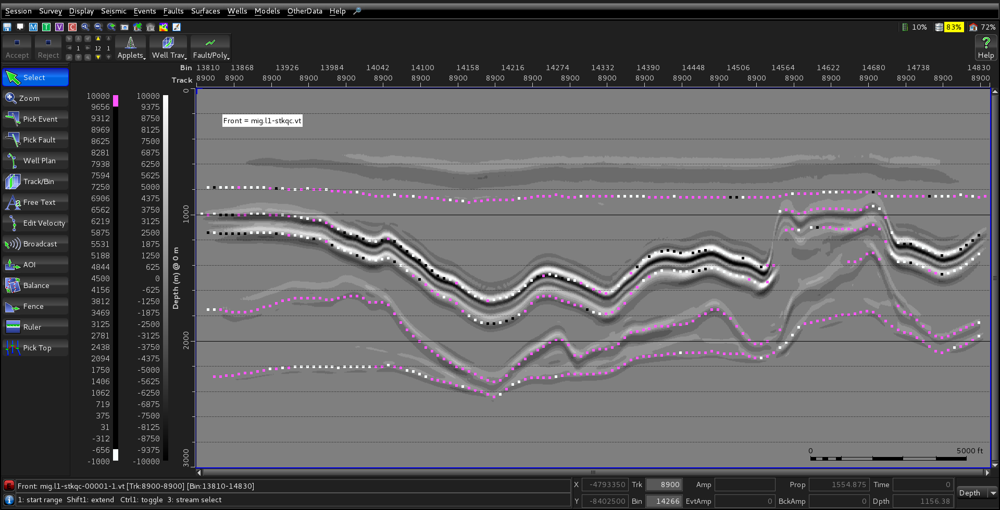 Session Survey Display Seismic Events Faults Surfaces Wells Models OtherData Help
M T V C 10% 83% 72%
Accept Reject 1 12 1 Applets Well Trav Fault/Poly Help
Bin 13810 13868 13926 13984 14042 14100 14158 14216 14274 14332 14390 14448 14506 14564 14622 14680 14738 14830
Track 8900 8900 8900 8900 8900 8900 8900 8900 8900 8900 8900 8900 8900 8900 8900 8900 8900 8900 8900 8900 8900 8900
Select
Zoom
Pick Event
Pick Fault
Well Plan
Track/Bin
Free Text
Edit Velocity
Broadcast
AOI
Balance
Fence
Ruler
Pick Top
10000 10000
9656 9375
9312 8750
8969 8125
8625 7500
8281 6875
7938 6250
7594 5625
7250 5000
6906 4375
6562 3750
6219 3125
5875 2500
5531 1875
5188 1250
4844 625
4500 0
4156 -625
3812 -1250
3469 -1875
3125 -2500
2781 -3125
2438 -3750
2094 -4375
1750 -5000
1406 -5625
1062 -6250
719 -6875
375 -7500
31 -8125
-312 -8750
-656 -9375
-1000 -10000
Depth (m) @ 0 m
0
1000
2000
3000
Front = mig.l1-stkqc.vt
0 5000 ft
E Front: mig.l1-stkqc-00001-1.vt [Trk:8900-8900] [Bin:13810-14830]
1: start range Shift1: extend Ctrl1: toggle 3: stream select
X -4793350 Trk 8900 Amp Prop 1554.875 Time 0
Y -8402500 Bin 14266 EvtAmp 0 BckAmp 0 Dpth 1156.38
Depth